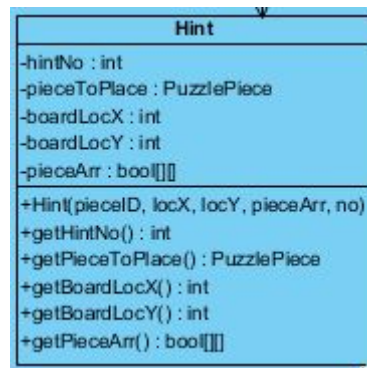 Hint
-hintNo : int
-pieceToPlace : PuzzlePiece
-boardLocX : int
-boardLocY : int
-pieceArr : bool[][]
+Hint(pieceID, locX, locY, pieceArr, no)
+getHintNo() : int
+getPieceToPlace() : PuzzlePiece
+getBoardLocX() : int
+getBoardLocY() : int
+getPieceArr() : bool[][]